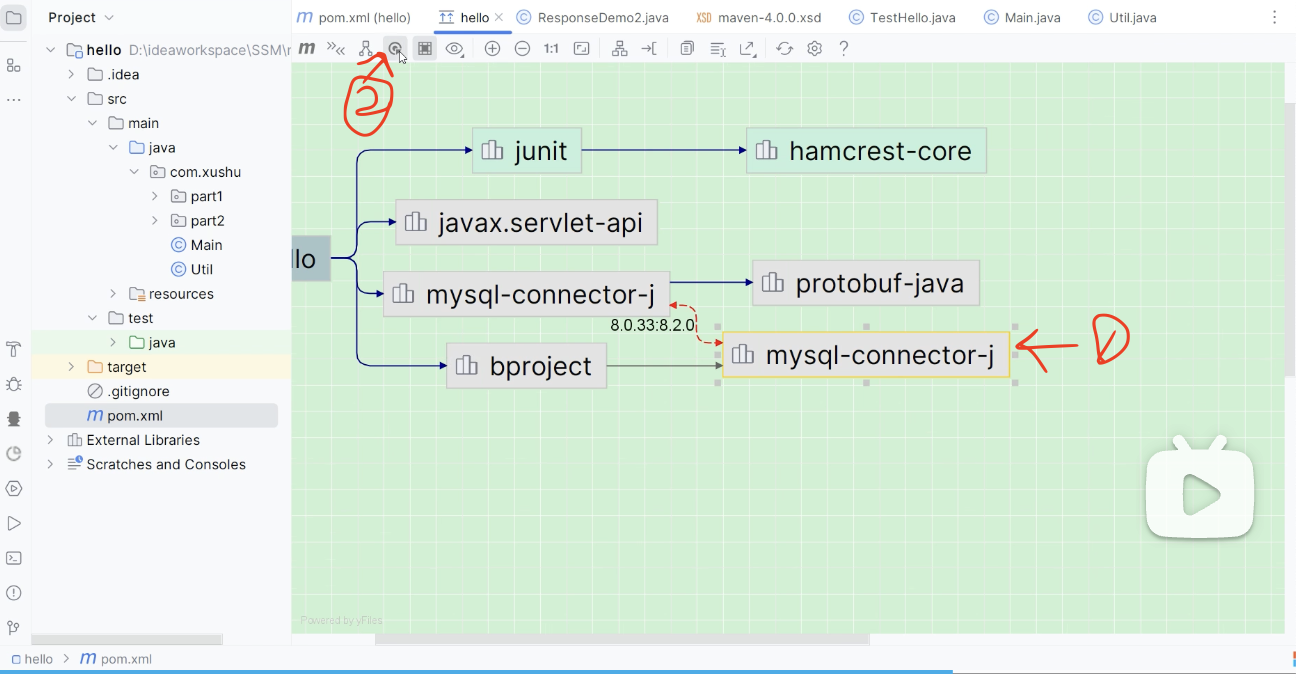 Project
pom.xml (hello)
hello
ResponseDemo2.java
XSD
maven-4.0.0.xsd
TestHello.java
Main.java
Util.java
m
1:1
?
②
hello D:\ideaworkspace\SSM\
.idea
src
main
java
com.xushu
part1
part2
Main
Util
resources
test
java
target
.gitignore
pom.xml
External Libraries
Scratches and Consoles
junit
hamcrest-core
javax.servlet-api
llo
mysql-connector-j
protobuf-java
8.0.33:8.2.0
mysql-connector-j
bproject
Powered by yFiles
hello
pom.xml